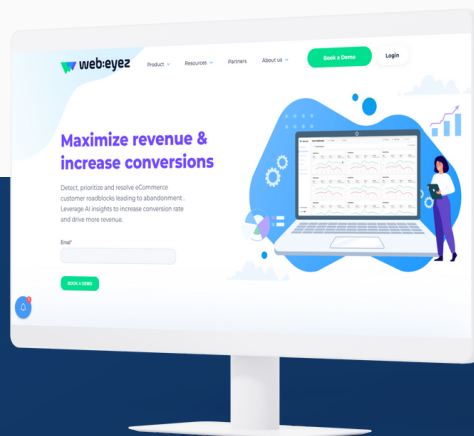 web:eyez
Product
Resources
Partners
About us
Book a Demo
Login
Maximize revenue &
increase conversions
Detect, prioritize and resolve eCommerce
customer roadblocks leading to abandonment .
Leverage AI insights to increase conversion rate
and drive more revenue.
Email*
BOOK A DEMO